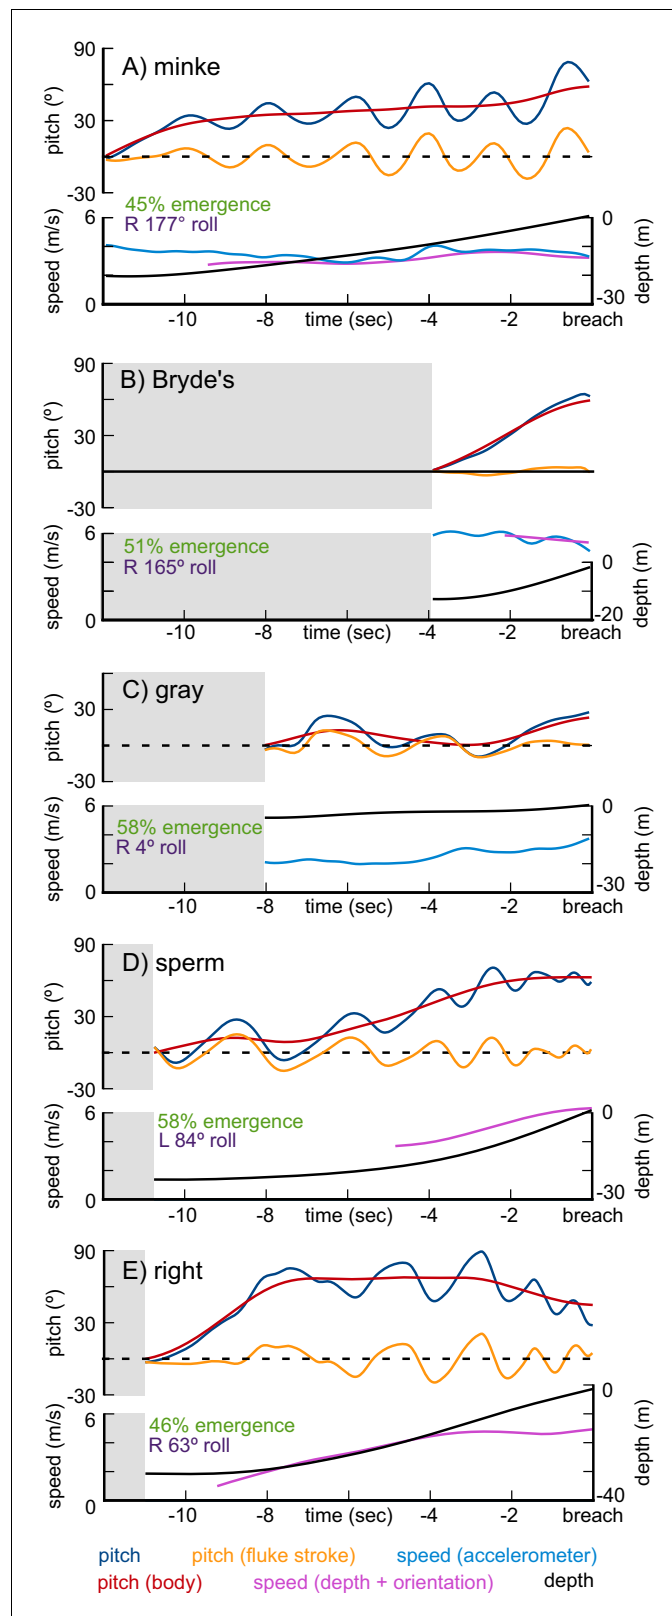 A) minke
90
30
-30
pitch (º)
45% emergence
R 177° roll
6
0
speed (m/s)
0
-30
depth (m)
-10 -8 time (sec) -4 -2 breach
B) Bryde's
90
30
-30
pitch (º)
51% emergence
R 165º roll
6
0
speed (m/s)
0
-20
depth (m)
-10 -8 time (sec) -4 -2 breach
C) gray
30
-30
pitch (º)
58% emergence
R 4º roll
6
0
speed (m/s)
0
-30
depth (m)
-10 -8 time (sec) -4 -2 breach
D) sperm
90
30
-30
pitch (º)
58% emergence
L 84º roll
6
0
speed (m/s)
0
-30
depth (m)
-10 -8 time (sec) -4 -2 breach
E) right
90
30
-30
pitch (º)
46% emergence
R 63º roll
6
0
speed (m/s)
0
-40
depth (m)
-10 -8 time (sec) -4 -2 breach
pitch pitch (fluke stroke) speed (accelerometer)
pitch (body) speed (depth + orientation) depth